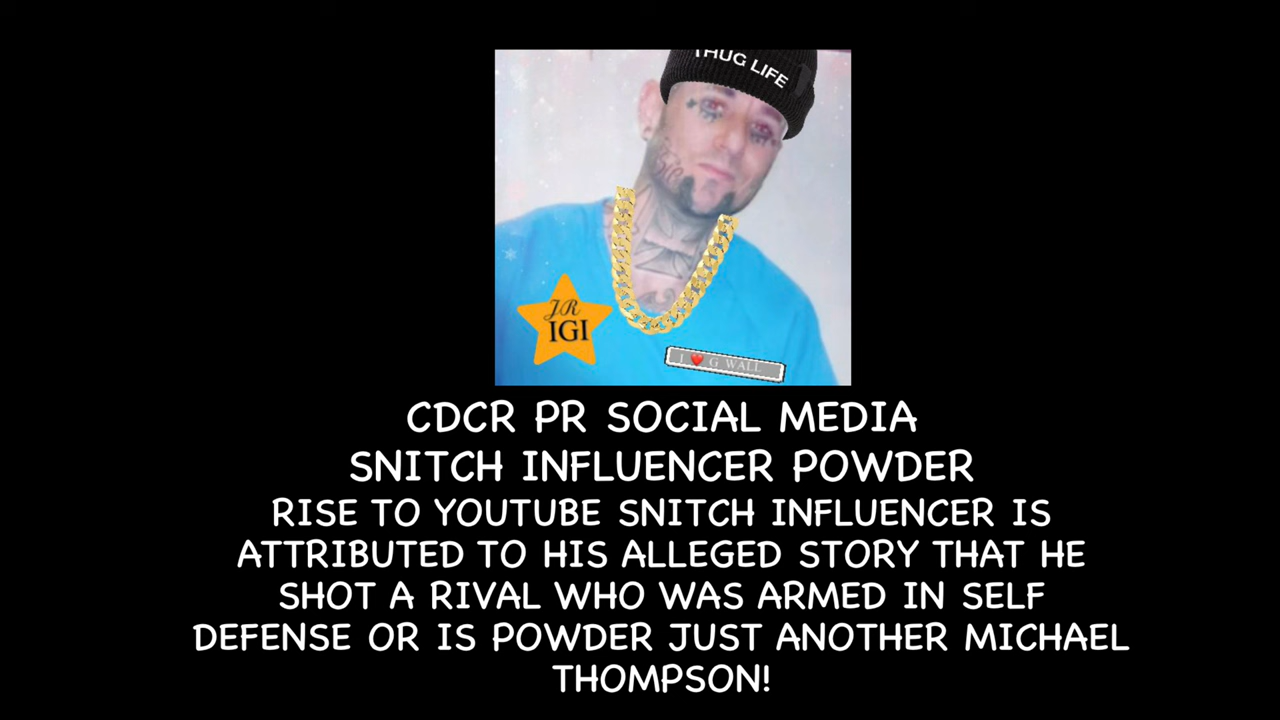 THUG LIFE
JR
IGI
I ❤️ G WALL
CDCR PR SOCIAL MEDIA
SNITCH INFLUENCER POWDER
RISE TO YOUTUBE SNITCH INFLUENCER IS
ATTRIBUTED TO HIS ALLEGED STORY THAT HE
SHOT A RIVAL WHO WAS ARMED IN SELF
DEFENSE OR IS POWDER JUST ANOTHER MICHAEL
THOMPSON!